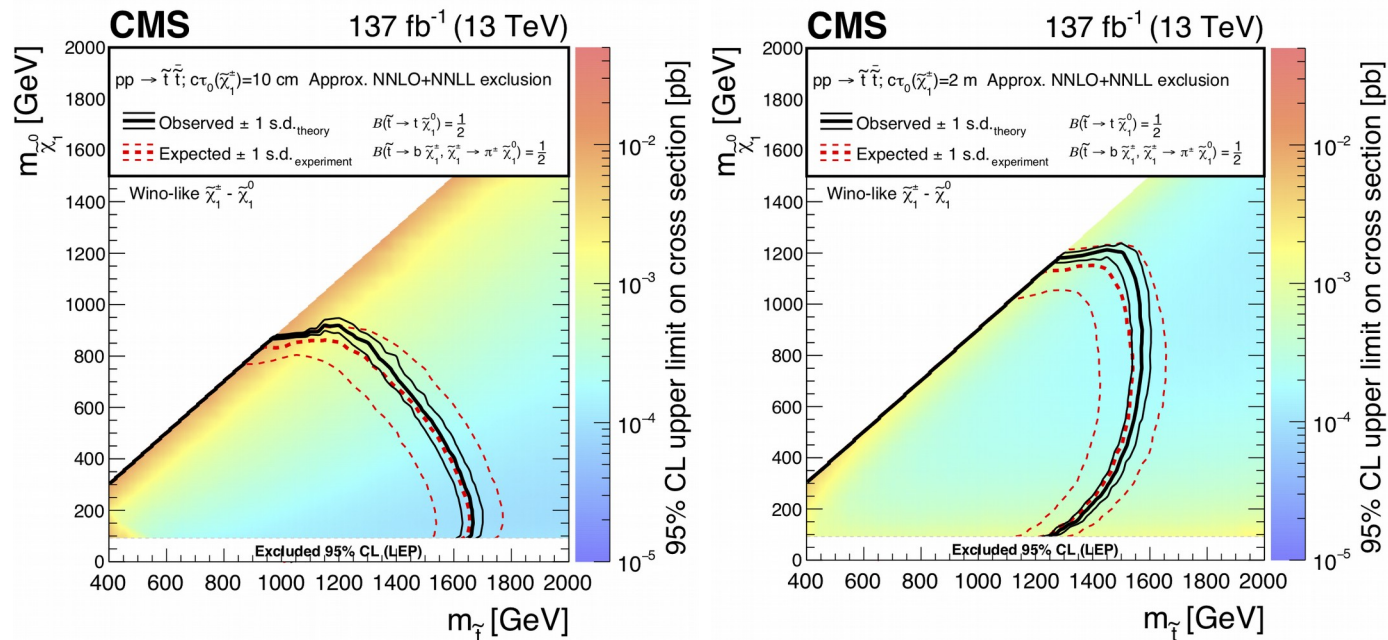 CMS 137 fb⁻¹ (13 TeV)
pp → t̃ t̃̄; cτ₀(χ̃₁±)=10 cm Approx. NNLO+NNLL exclusion
Observed ± 1 s.d.theory B(t̃ → t χ̃₁⁰) = ½
Expected ± 1 s.d.experiment B(t̃ → b χ̃₁±, χ̃₁± → π± χ̃₁⁰) = ½
Wino-like χ̃₁± - χ̃₁⁰
Excluded 95% CL (LEP)
m χ̃₁⁰ [GeV]
2000
1800
1600
1400
1200
1000
800
600
400
200
0
400 600 800 1000 1200 1400 1600 1800 2000
m t̃ [GeV]
10⁻²
10⁻³
10⁻⁴
10⁻⁵
95% CL upper limit on cross section [pb]
CMS 137 fb⁻¹ (13 TeV)
pp → t̃ t̃̄; cτ₀(χ̃₁±)=2 m Approx. NNLO+NNLL exclusion
Observed ± 1 s.d.theory B(t̃ → t χ̃₁⁰) = ½
Expected ± 1 s.d.experiment B(t̃ → b χ̃₁±, χ̃₁± → π± χ̃₁⁰) = ½
Wino-like χ̃₁± - χ̃₁⁰
Excluded 95% CL (LEP)
m χ̃₁⁰ [GeV]
2000
1800
1600
1400
1200
1000
800
600
400
200
0
400 600 800 1000 1200 1400 1600 1800 2000
m t̃ [GeV]
10⁻²
10⁻³
10⁻⁴
10⁻⁵
95% CL upper limit on cross section [pb]